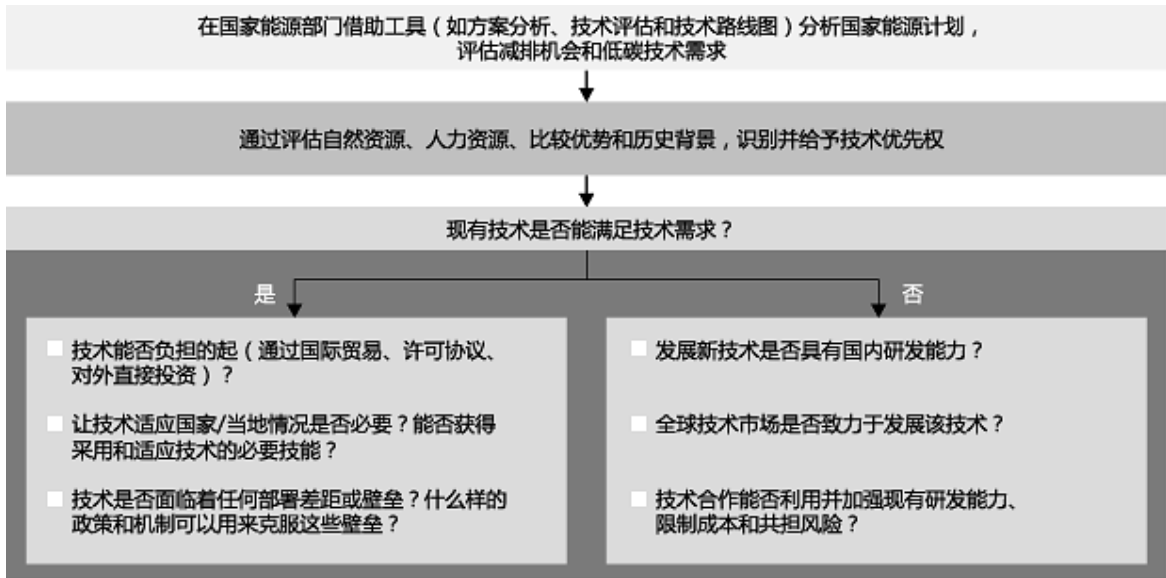 在国家能源部门借助工具（如方案分析、技术评估和技术路线图）分析国家能源计划，
评估减排机会和低碳技术需求
通过评估自然资源、人力资源、比较优势和历史背景，识别并给予技术优先权
现有技术是否能满足技术需求？
是
否
技术能否负担的起（通过国际贸易、许可协议、
对外直接投资）？
让技术适应国家/当地情况是否必要？能否获得
采用和适应技术的必要技能？
技术是否面临着任何部署差距或壁垒？什么样的
政策和机制可以用来克服这些壁垒？
发展新技术是否具有国内研发能力？
全球技术市场是否致力于发展该技术？
技术合作能否利用并加强现有研发能力、
限制成本和共担风险？